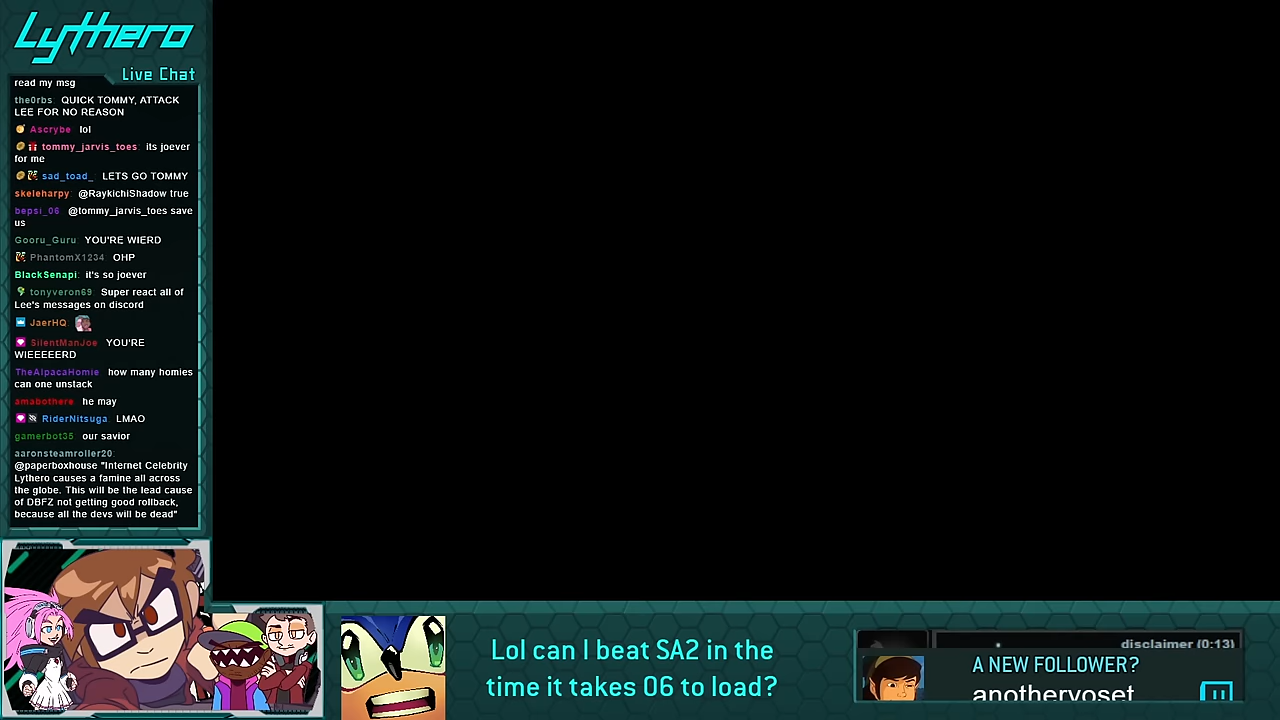 Lythero
Live Chat
read my msg
the0rbs: QUICK TOMMY, ATTACK
LEE FOR NO REASON
Ascrybe lol
tommy_jarvis_toes: its joever
for me
sad_toad_: LETS GO TOMMY
skeleharpy: @RaykichiShadow true
bepsi_06 @tommy_jarvis_toes save
us
Gooru_Guru: YOU'RE WIERD
PhantomX1234: OHP
BlackSenapi: it's so joever
tonyveron69: Super react all of
Lee's messages on discord
JaerHQ:
SilentManJoe YOU'RE
WIEEEEERD
TheAlpacaHomie: how many homies
can one unstack
amabothere: he may
RiderNitsuga: LMAO
gamerbot35: our savior
aaronsteamroller20:
@paperboxhouse "Internet Celebrity
Lythero causes a famine all across
the globe. This will be the lead cause
of DBFZ not getting good rollback,
because all the devs will be dead"
Lol can I beat SA2 in the
time it takes 06 to load?
disclaimer (0:13)
A NEW FOLLOWER?
anothervoset